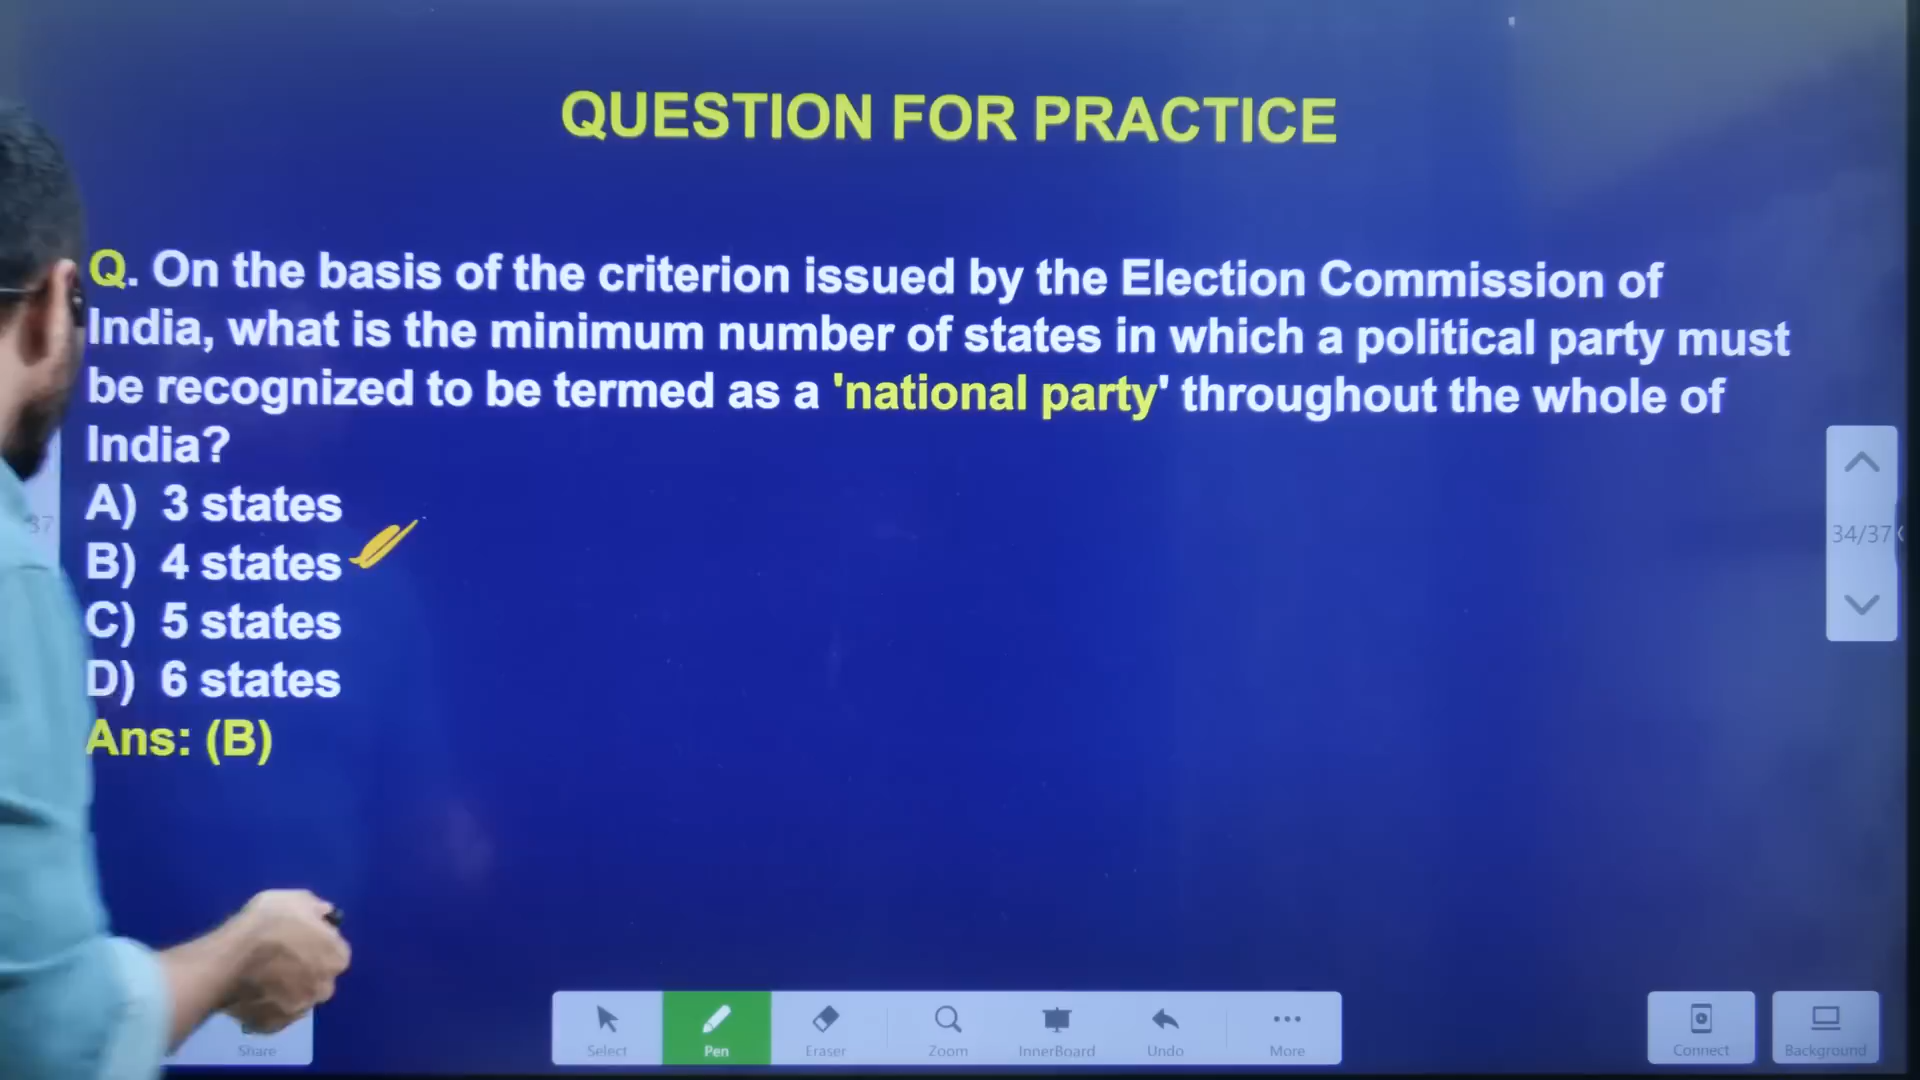 QUESTION FOR PRACTICE
Q. On the basis of the criterion issued by the Election Commission of
India, what is the minimum number of states in which a political party must
be recognized to be termed as a 'national party' throughout the whole of
India?
A) 3 states
B) 4 states
C) 5 states
D) 6 states
Ans: (B)
37
34/37
Share
Select
Pen
Eraser
Zoom
InnerBoard
Undo
More
Connect
Background